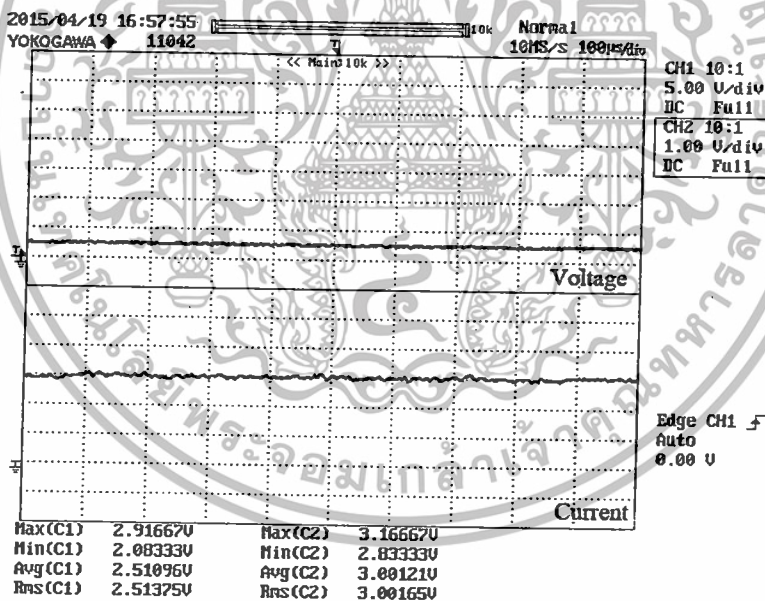 2015/04/19 16:57:55
YOKOGAWA ◆ 11042
10k
Normal
10MS/s 100µs/div
<< Main:10k >>
CH1 10:1
5.00 V/div
DC Full
CH2 10:1
1.00 V/div
DC Full
T
Voltage
Edge CH1
Auto
0.00 V
Current
Max(C1) 2.91667V Max(C2) 3.16667V
Min(C1) 2.08333V Min(C2) 2.83333V
Avg(C1) 2.51096V Avg(C2) 3.00121V
Rms(C1) 2.51375V Rms(C2) 3.00165V